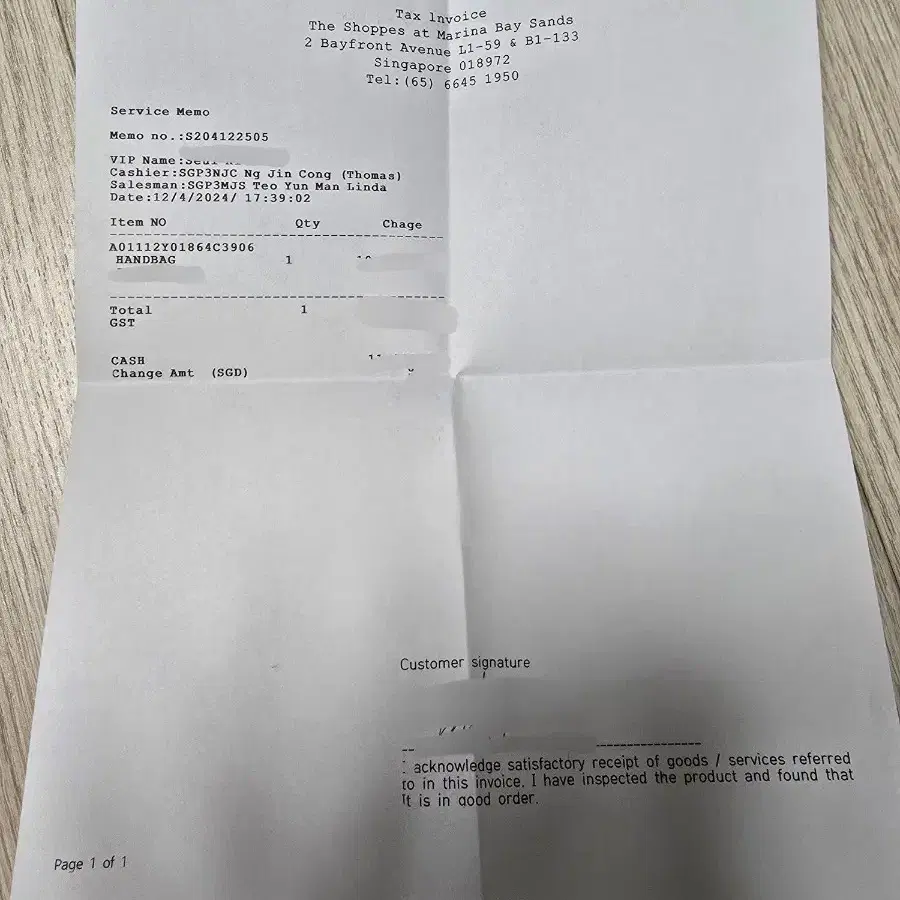 Tax Invoice
The Shoppes at Marina Bay Sands
2 Bayfront Avenue L1-59 & B1-133
Singapore 018972
Tel:(65) 6645 1950
Service Memo
Memo no.:S204122505
VIP Name:
Cashier:SGP3NJC Ng Jin Cong (Thomas)
Salesman:SGP3MJS Teo Yun Man Linda
Date:12/4/2024/ 17:39:02
Item NO Qty Chage
A01112Y01864C3906
HANDBAG 1
Total 1
GST
CASH
Change Amt (SGD)
Customer signature
I acknowledge satisfactory receipt of goods / services referred
to in this invoice. I have inspected the product and found that
It is in good order.
Page 1 of 1